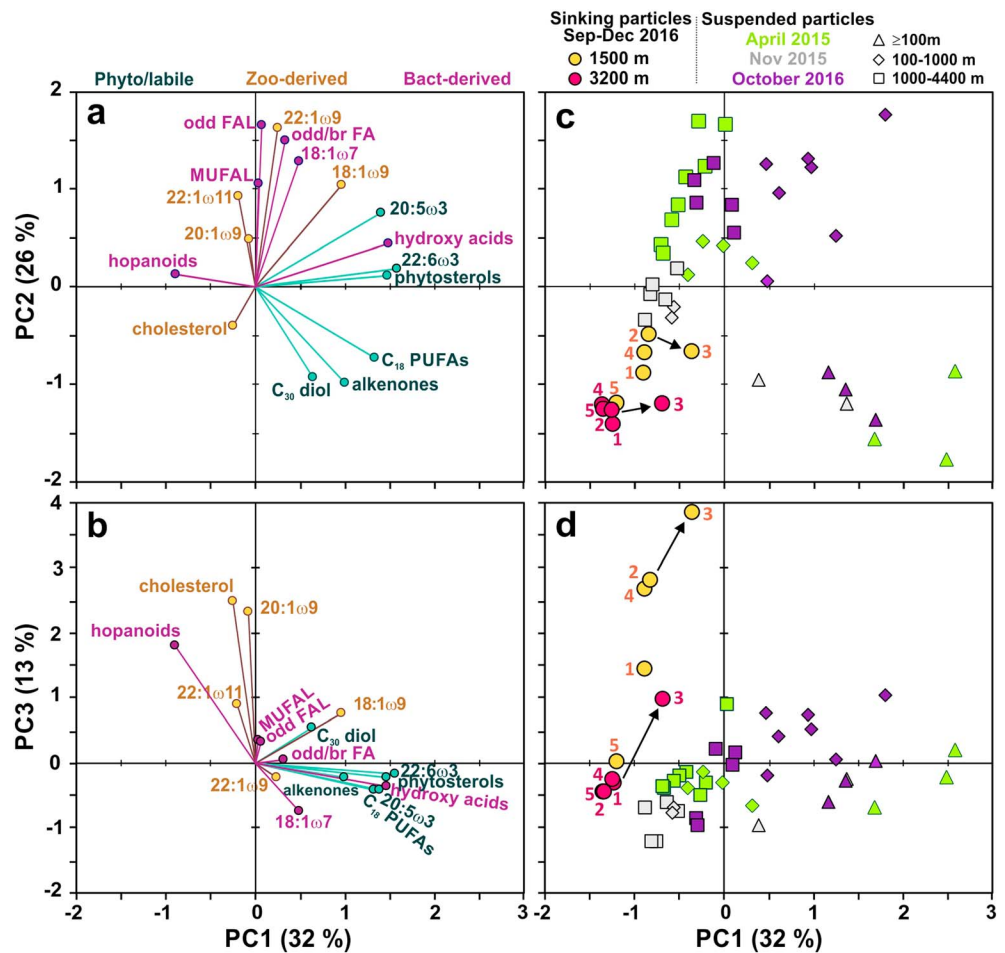 Sinking particles
Sep-Dec 2016
1500 m
3200 m
Suspended particles
April 2015
Nov 2015
October 2016
≥100m
100-1000 m
1000-4400 m
Phyto/labile Zoo-derived Bact-derived
a
2
1
0
-1
-2
PC2 (26 %)
odd FAL
22:1ω9
odd/br FA
18:1ω7
MUFAL
18:1ω9
22:1ω11
20:5ω3
20:1ω9
hydroxy acids
hopanoids
22:6ω3
phytosterols
cholesterol
C18 PUFAs
C30 diol
alkenones
c
2
3
4
1
4
5
5
3
2
1
b
4
3
2
1
0
-1
-2
PC3 (13 %)
cholesterol
20:1ω9
hopanoids
22:1ω11
MUFAL
odd FAL
18:1ω9
C30 diol
odd/br FA
22:6ω3
22:1ω9
alkenones
phytosterols
hydroxy acids
20:5ω3
C18 PUFAs
18:1ω7
-2 -1 0 1 2 3
PC1 (32 %)
d
3
2
4
1
3
5
4
5
1
2
-2 -1 0 1 2 3
PC1 (32 %)